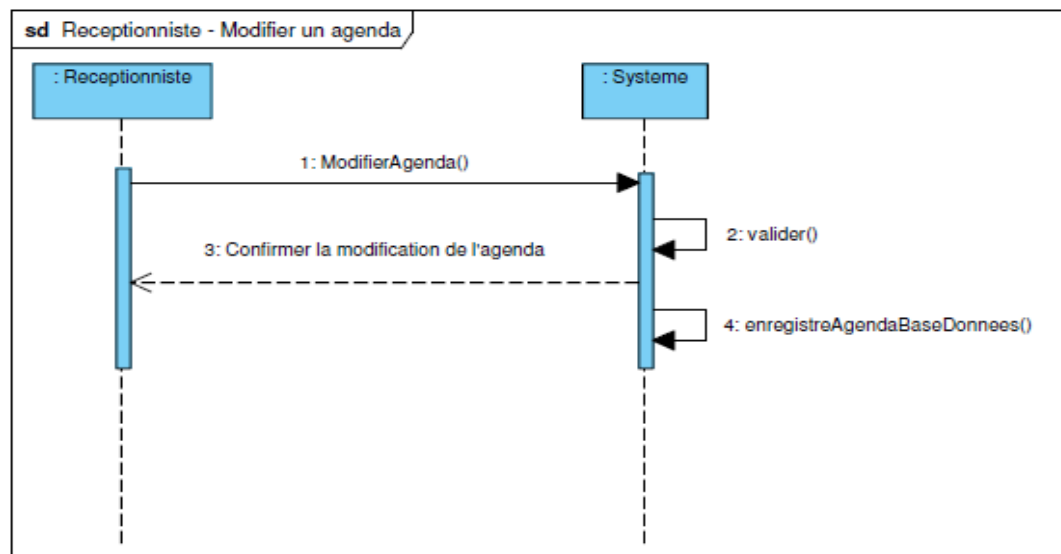 sd Receptionniste - Modifier un agenda
: Receptionniste
: Systeme
1: ModifierAgenda()
2: valider()
3: Confirmer la modification de l'agenda
4: enregistreAgendaBaseDonnees()